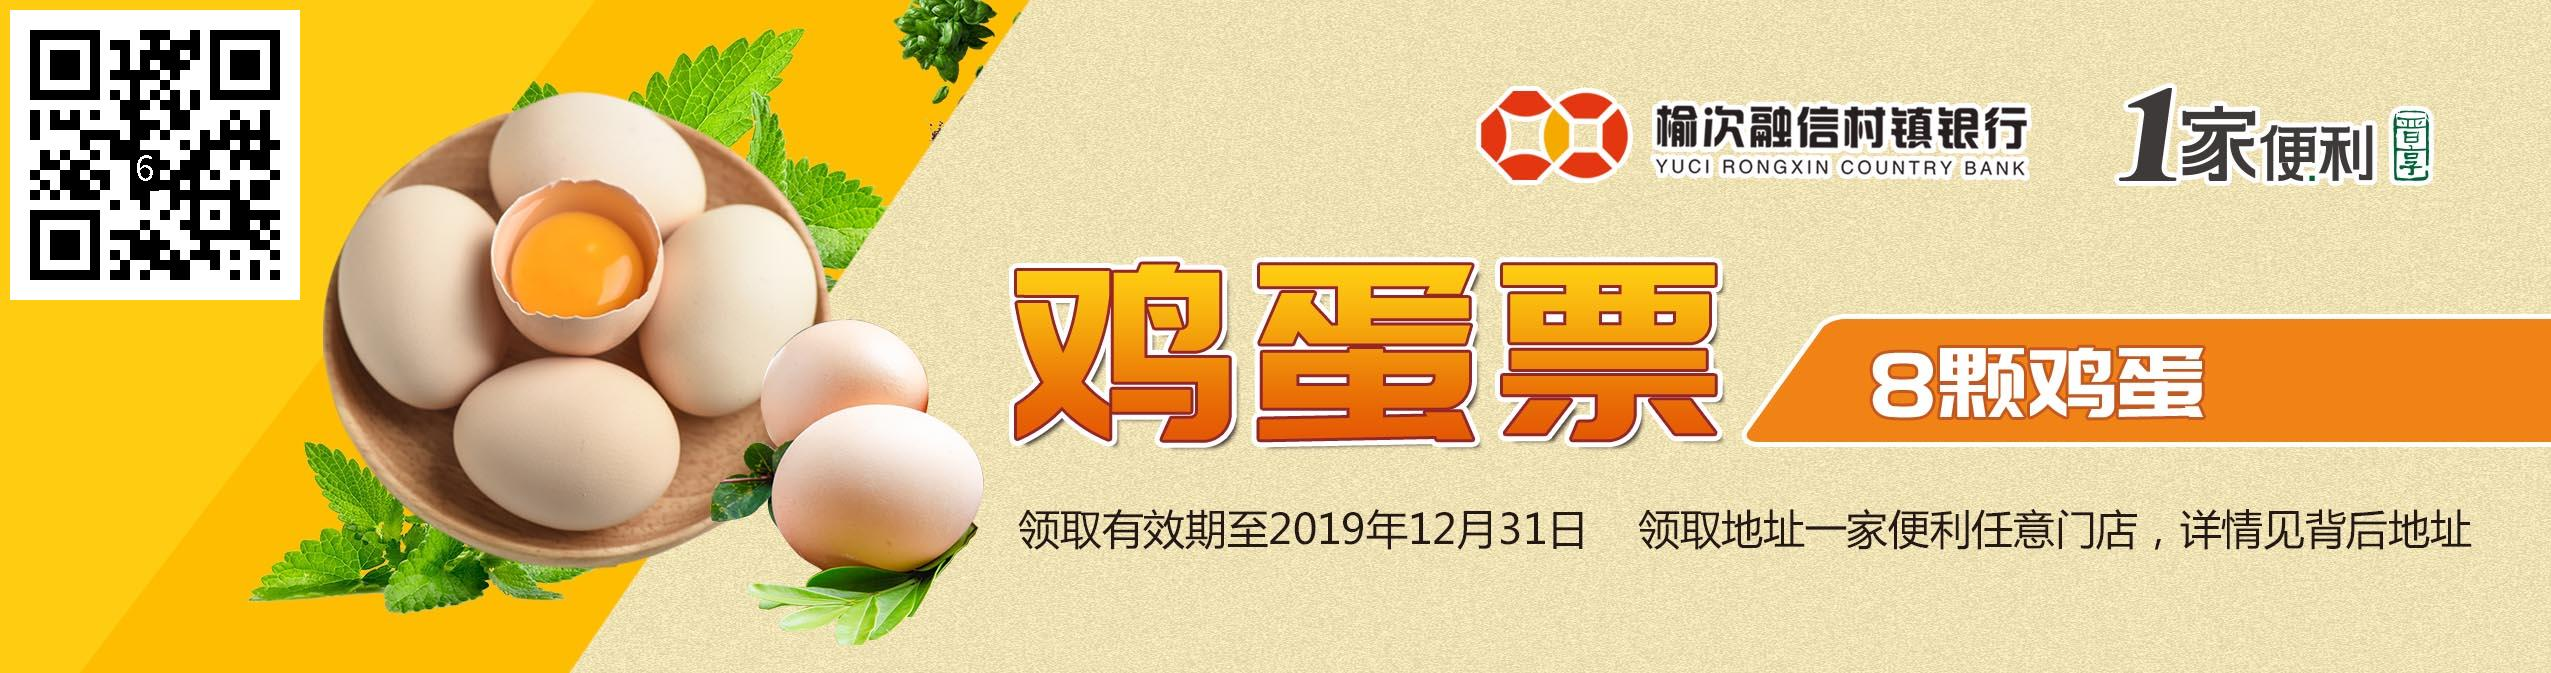 6
榆次融信村镇银行
YUCI RONGXIN COUNTRY BANK
1家便利
晋享
鸡蛋票
8颗鸡蛋
领取有效期至2019年12月31日 领取地址一家便利任意门店，详情见背后地址